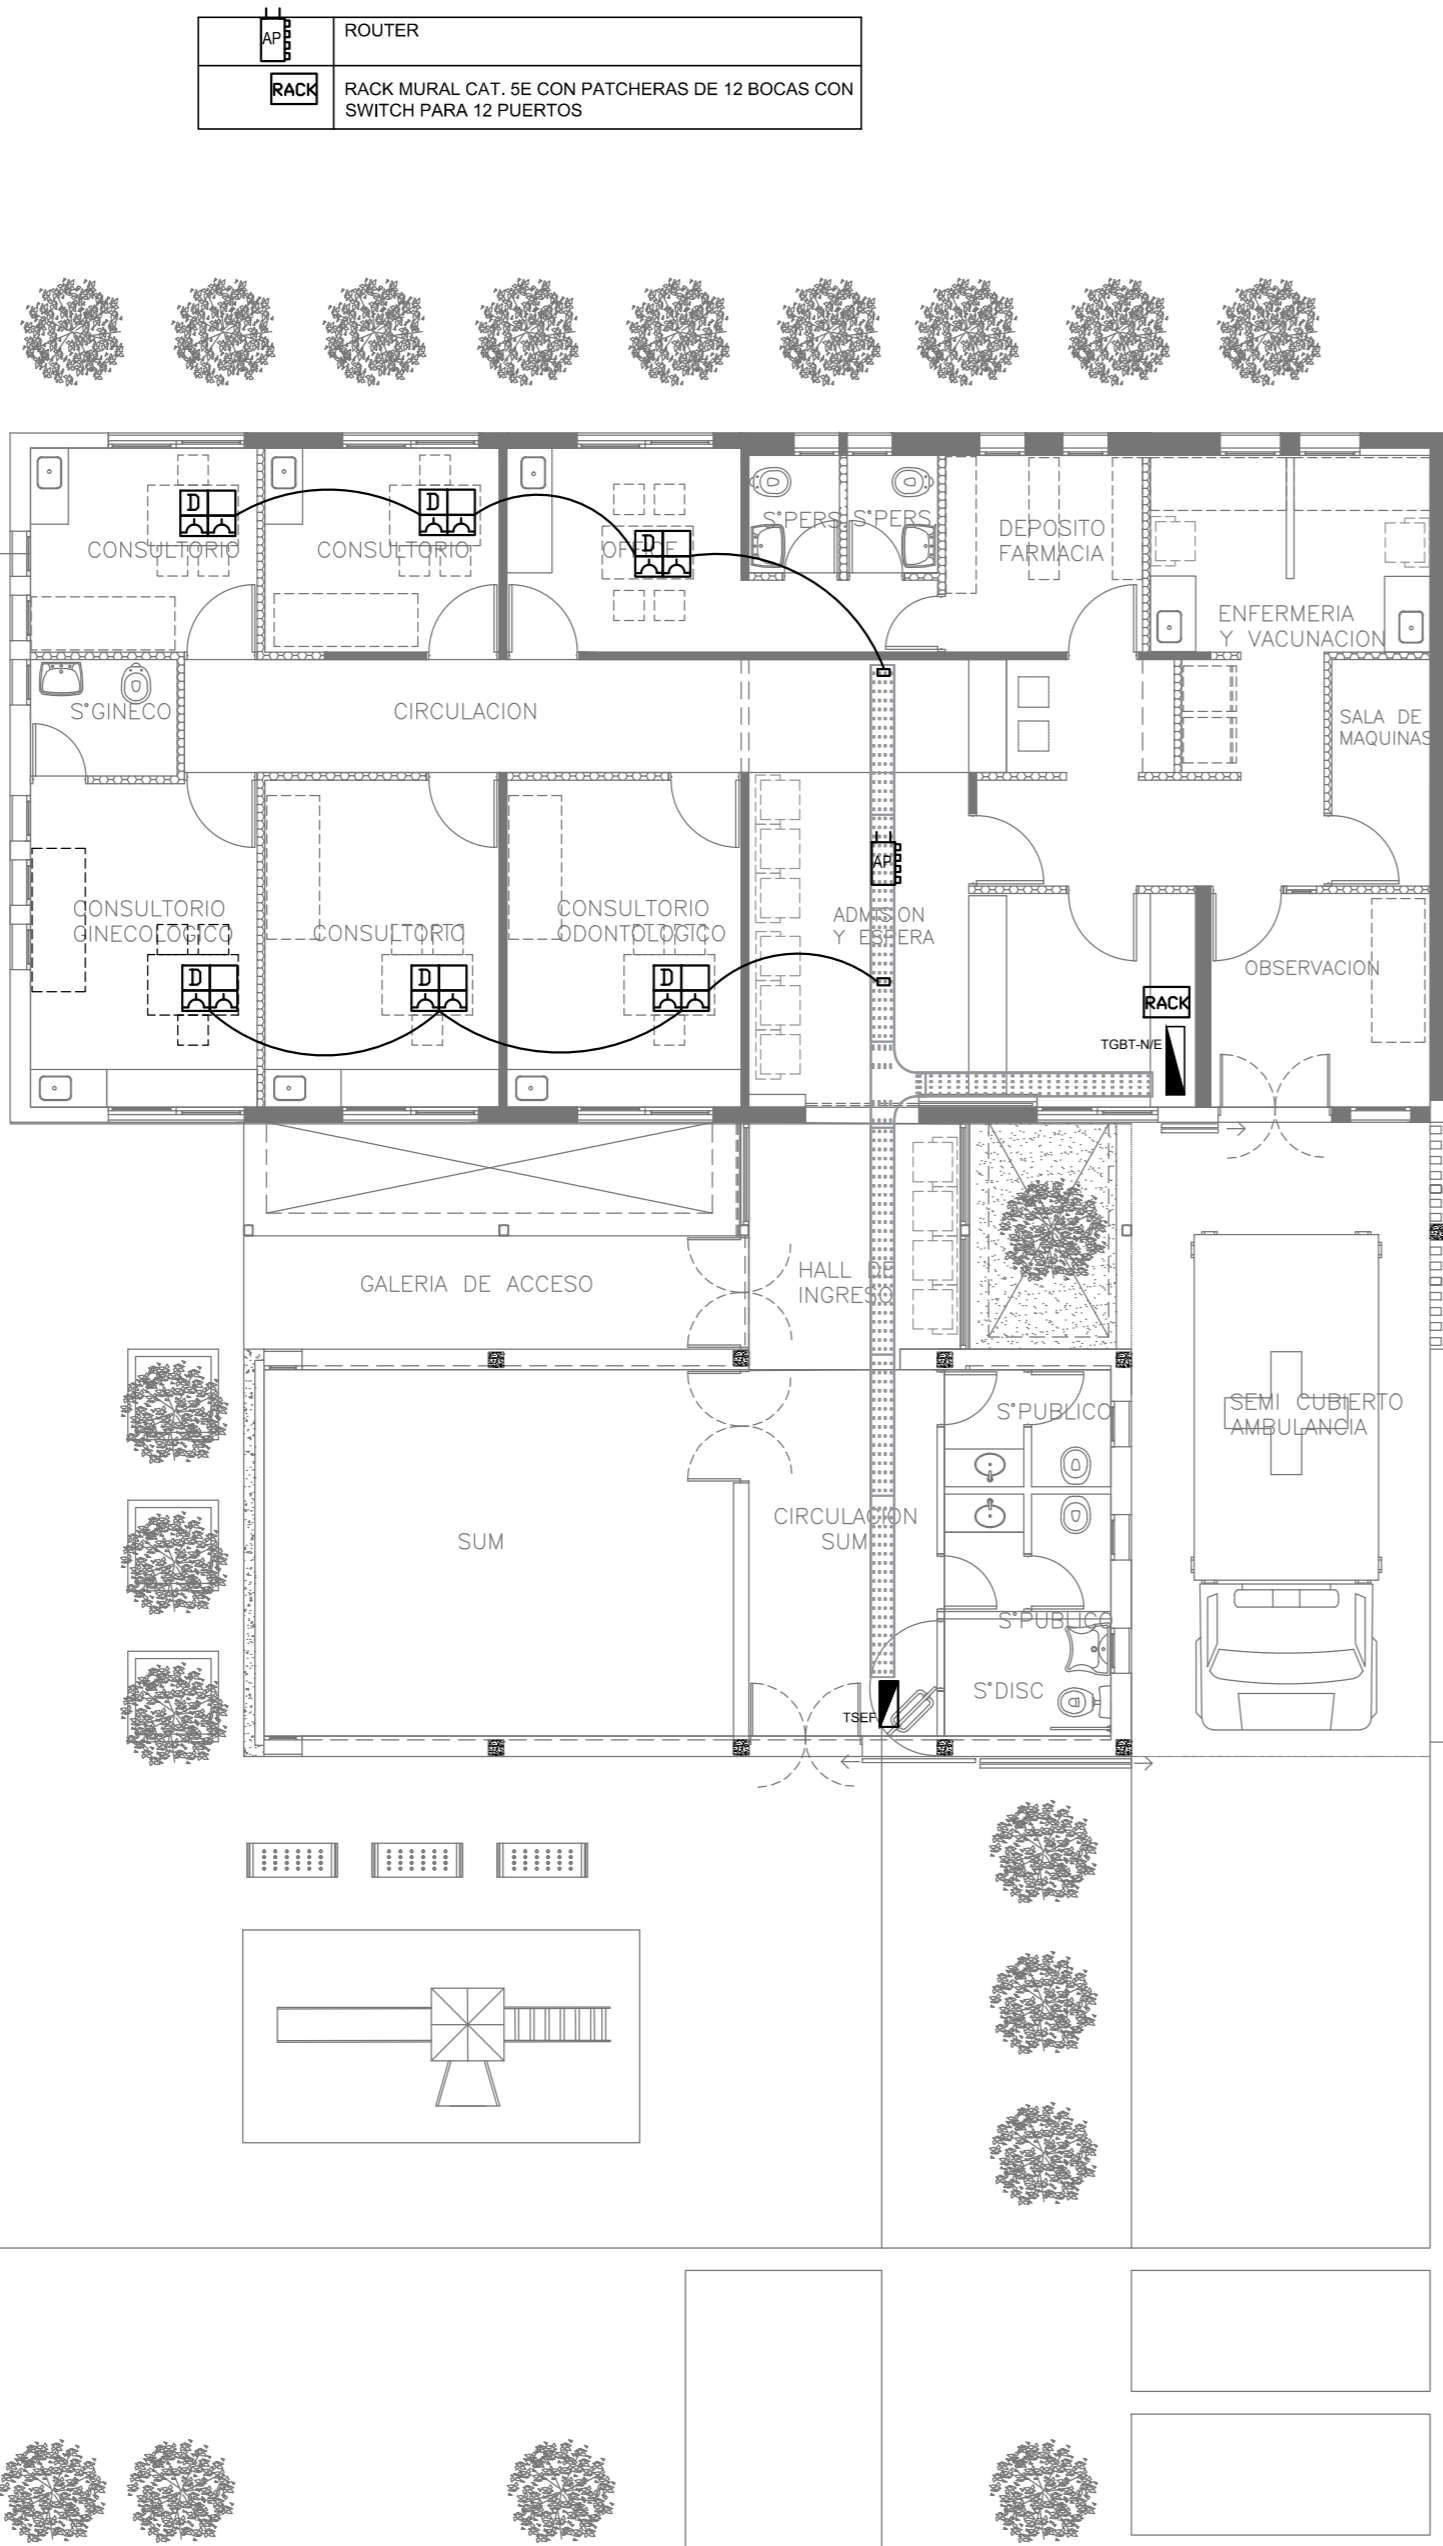 AP
ROUTER
RACK
RACK MURAL CAT. 5E CON PATCHERAS DE 12 BOCAS CON
SWITCH PARA 12 PUERTOS
D
CONSULTORIO
D
CONSULTORIO
D
OFFICE
S°PERS
S°PERS
DEPOSITO
FARMACIA
ENFERMERIA
Y VACUNACION
S°GINECO
CIRCULACION
SALA DE
MAQUINAS
AP
CONSULTORIO
GINECOLOGICO
D
CONSULTORIO
D
CONSULTORIO
ODONTOLOGICO
D
ADMISION
Y ESPERA
OBSERVACION
RACK
TGBT-N/E
GALERIA DE ACCESO
HALL DE
INGRESO
S°PUBLICO
SEMI CUBIERTO
AMBULANCIA
SUM
CIRCULACION
SUM
S°PUBLICO
S°DISC
TSEF